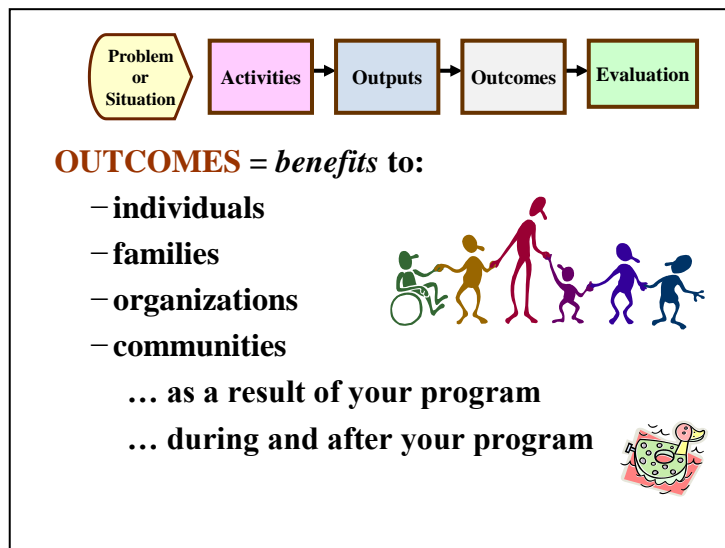 Problem
or
Situation
Activities
Outputs
Outcomes
Evaluation
OUTCOMES = benefits to:
–individuals
–families
–organizations
–communities
… as a result of your program
… during and after your program